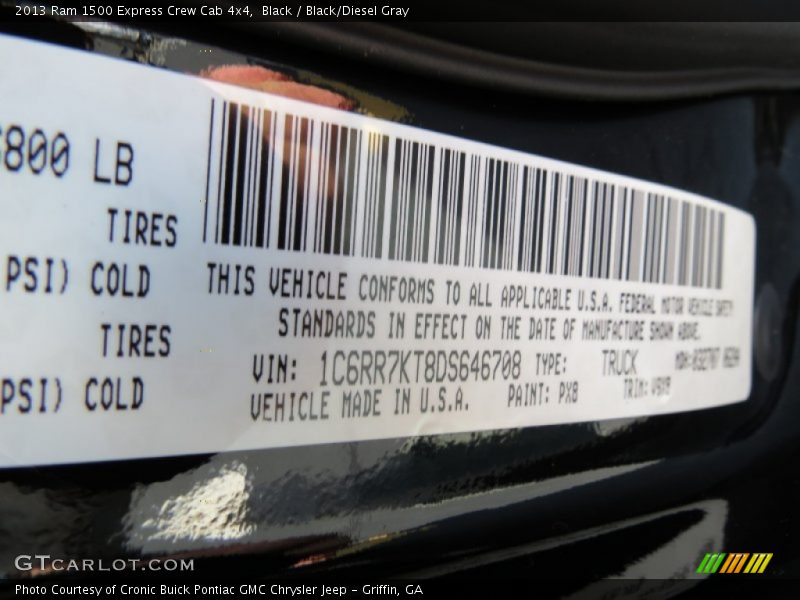 2013 Ram 1500 Express Crew Cab 4x4, Black / Black/Diesel Gray
800 LB
TIRES
PSI) COLD
TIRES
PSI) COLD
THIS VEHICLE CONFORMS TO ALL APPLICABLE U.S.A. FEDERAL MOTOR VEHICLE SAFETY
STANDARDS IN EFFECT ON THE DATE OF MANUFACTURE SHOWN ABOVE.
VIN: 1C6RR7KT8DS646708 TYPE: TRUCK
VEHICLE MADE IN U.S.A. PAINT: PX8 TRIM:
GTCARLOT.COM
Photo Courtesy of Cronic Buick Pontiac GMC Chrysler Jeep - Griffin, GA